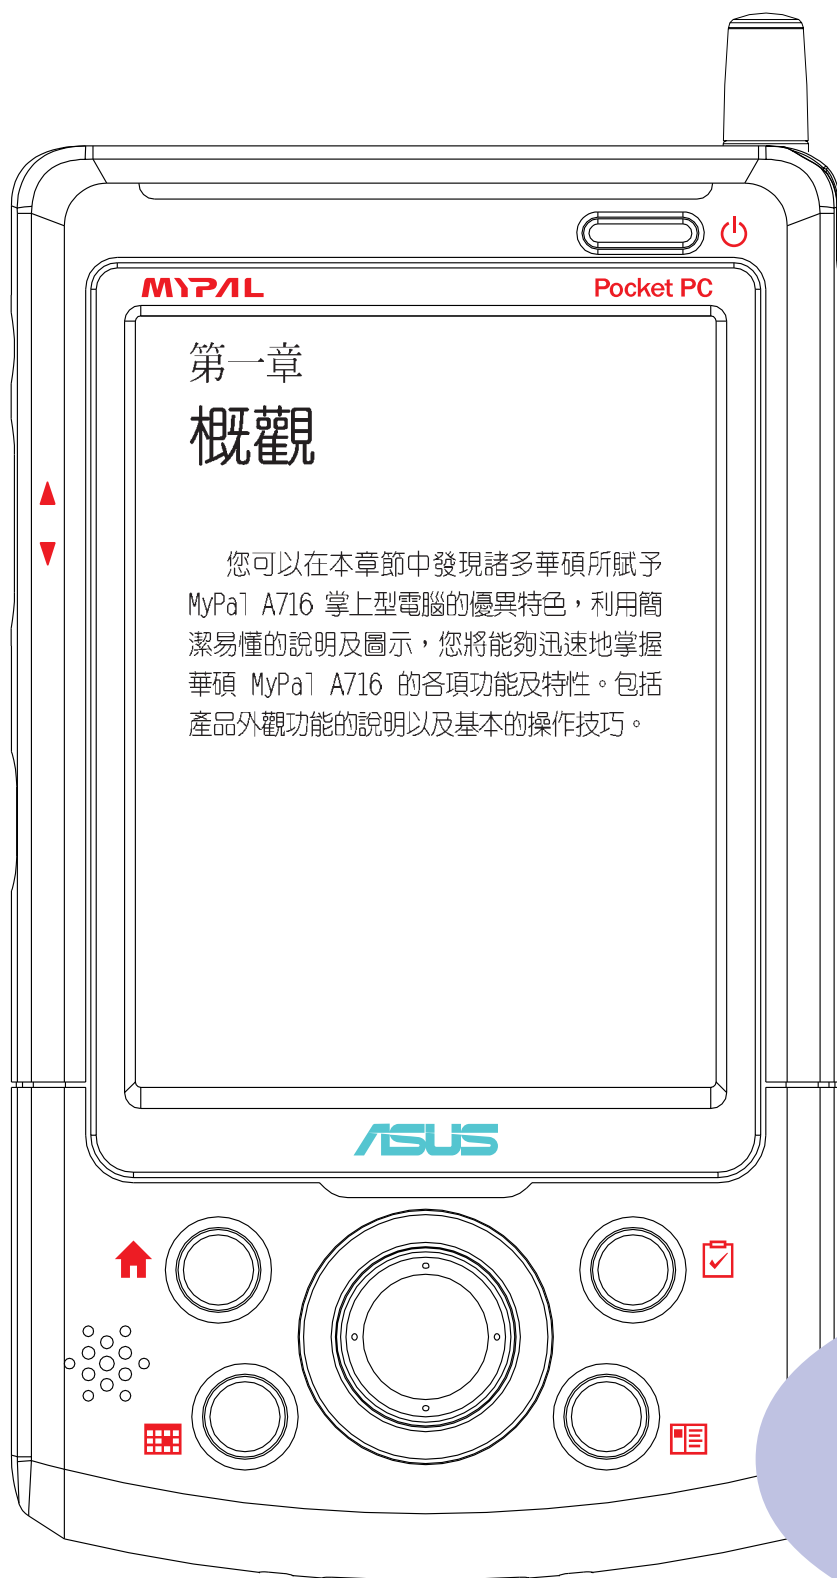 MYPAL Pocket PC
第一章
概觀
您可以在本章節中發現諸多華碩所賦予
MyPal A716 掌上型電腦的優異特色，利用簡
潔易懂的說明及圖示，您將能夠迅速地掌握
華碩 MyPal A716 的各項功能及特性。包括
產品外觀功能的說明以及基本的操作技巧。
ASUS